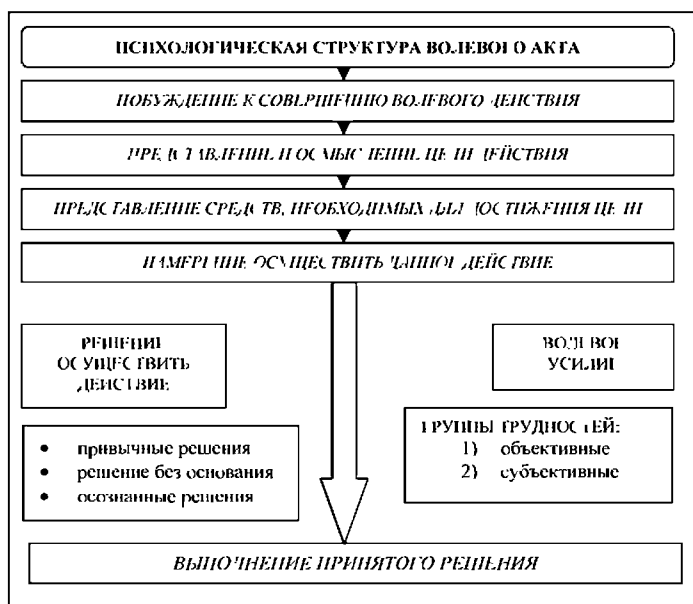 ПСИХОЛОГИЧЕСКАЯ СТРУКТУРА ВОЛЕВОГО АКТА
ПОБУЖДЕНИЕ К СОВЕРШЕНИЮ ВОЛЕВОГО ДЕЙСТВИЯ
ПРЕДСТАВЛЕНИЕ И ОСМЫСЛЕНИЕ ЦЕЛИ ДЕЙСТВИЯ
ПРЕДСТАВЛЕНИЕ СРЕДСТВ, НЕОБХОДИМЫХ ДЛЯ ДОСТИЖЕНИЯ ЦЕЛИ
НАМЕРЕНИЕ ОСУЩЕСТВИТЬ ДАННОЕ ДЕЙСТВИЕ
РЕШЕНИЕ
ОСУЩЕСТВИТЬ
ДЕЙСТВИЕ
• привычные решения
• решение без основания
• осознанные решения
ВОЛЕВОЕ
УСИЛИЕ
ГРУППЫ ТРУДНОСТЕЙ:
1) объективные
2) субъективные
ВЫПОЛНЕНИЕ ПРИНЯТОГО РЕШЕНИЯ